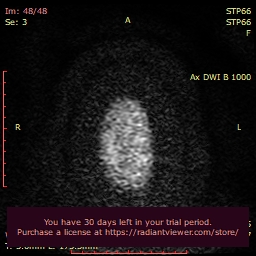 Im: 48/48
Se: 3
A
STP66
STP66
F
Ax DWI B 1000
R
L
You have 30 days left in your trial period.
Purchase a license at https://radiantviewer.com/store/